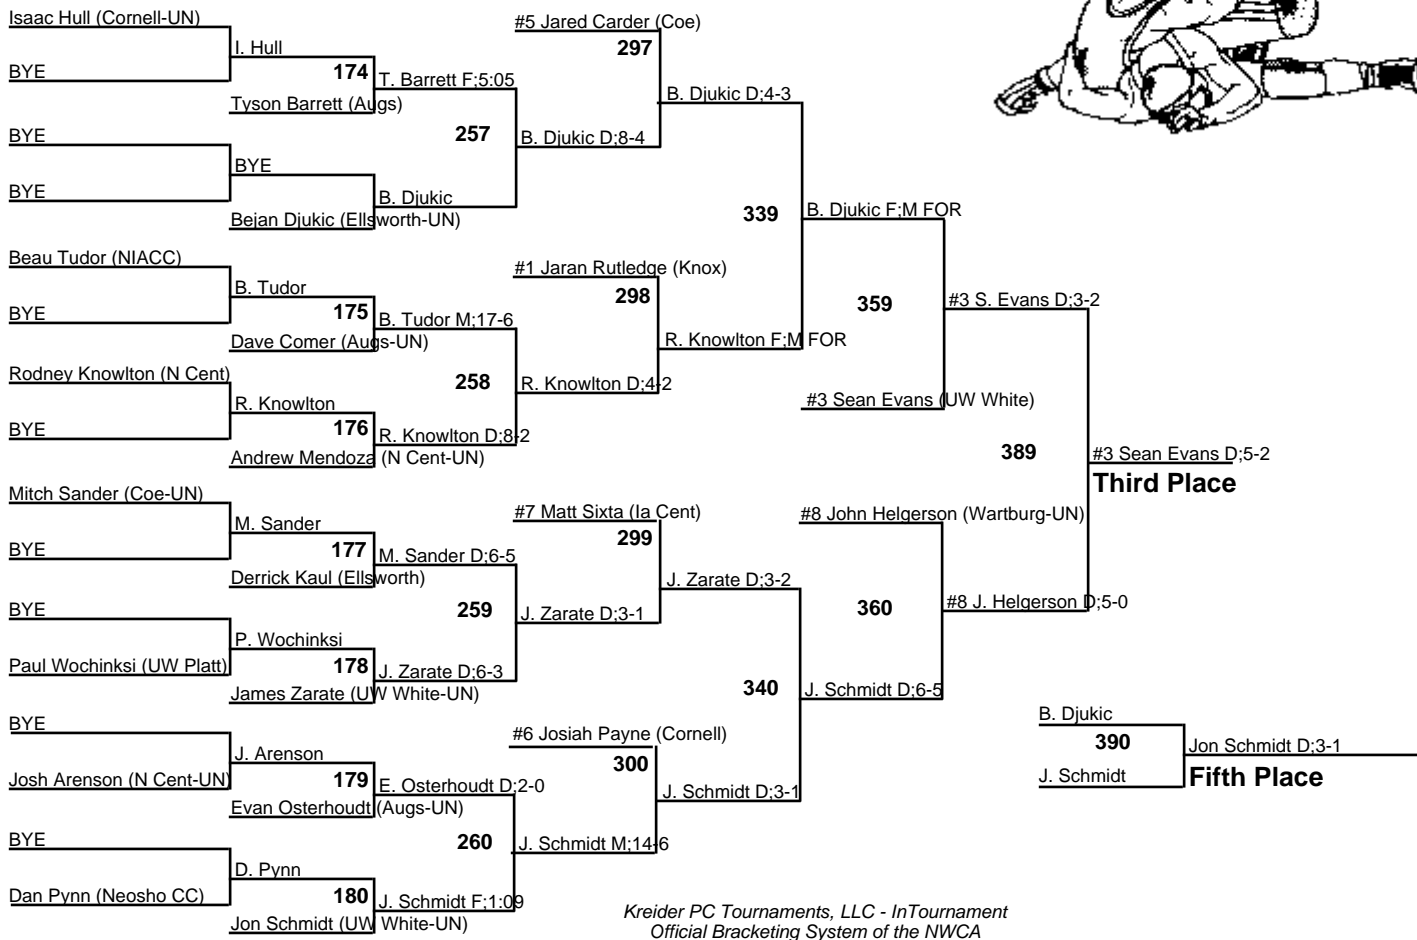 Isaac Hull (Cornell-UN)
BYE
I. Hull
174
Tyson Barrett (Augs)
T. Barrett F;5:05
BYE
BYE
BYE
Bejan Djukic (Ellsworth-UN)
B. Djukic
257
B. Djukic D;8-4
#5 Jared Carder (Coe)
297
B. Djukic D;4-3
Beau Tudor (NIACC)
BYE
B. Tudor
175
Dave Comer (Augs-UN)
B. Tudor M;17-6
Rodney Knowlton (N Cent)
BYE
R. Knowlton
176
Andrew Mendoza (N Cent-UN)
R. Knowlton D;8-2
258
R. Knowlton D;4-2
#1 Jaran Rutledge (Knox)
298
R. Knowlton F;M FOR
339
B. Djukic F;M FOR
359
#3 Sean Evans (UW White)
#3 S. Evans D;3-2
Mitch Sander (Coe-UN)
BYE
M. Sander
177
Derrick Kaul (Ellsworth)
M. Sander D;6-5
BYE
Paul Wochinksi (UW Platt)
P. Wochinksi
178
James Zarate (UW White-UN)
J. Zarate D;6-3
259
J. Zarate D;3-1
#7 Matt Sixta (Ia Cent)
299
J. Zarate D;3-2
BYE
Josh Arenson (N Cent-UN)
J. Arenson
179
Evan Osterhoudt (Augs-UN)
E. Osterhoudt D;2-0
BYE
Dan Pynn (Neosho CC)
D. Pynn
180
Jon Schmidt (UW White-UN)
J. Schmidt F;1:09
260
J. Schmidt M;14-6
#6 Josiah Payne (Cornell)
300
J. Schmidt D;3-1
340
J. Schmidt D;6-5
#8 John Helgerson (Wartburg-UN)
360
#8 J. Helgerson D;5-0
389
#3 Sean Evans D;5-2
Third Place
B. Djukic
390
J. Schmidt
Jon Schmidt D;3-1
Fifth Place
Kreider PC Tournaments, LLC - InTournament
Official Bracketing System of the NWCA